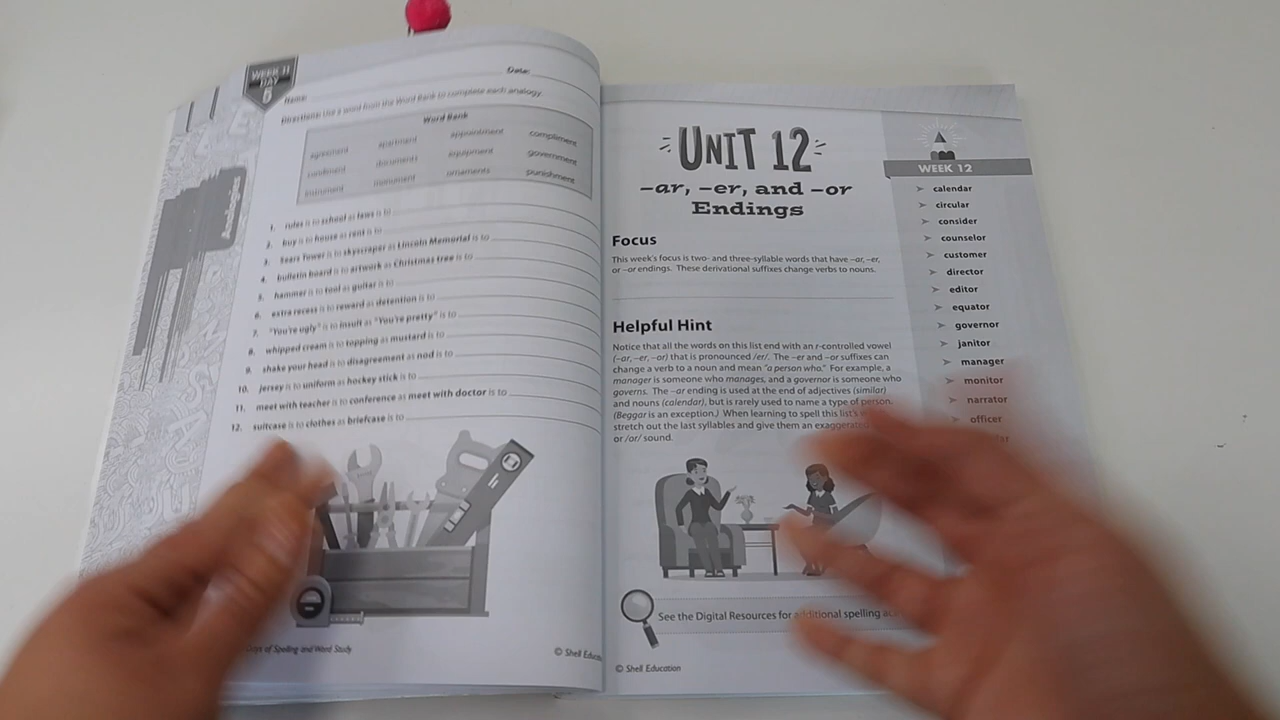 WEEK 11
DAY
5
Name:
Date:
Directions: Use a word from the Word Bank to complete each analogy.
Word Bank
agreement apartment appointment compliment
condiment documents equipment government
instrument monument ornaments punishment
1. rules is to school as laws is to
2. buy is to house as rent is to
3. Sears Tower is to skyscraper as Lincoln Memorial is to
4. bulletin board is to artwork as Christmas tree is to
5. hammer is to tool as guitar is to
6. extra recess is to reward as detention is to
7. "You're ugly" is to insult as "You're pretty" is to
8. whipped cream is to topping as mustard is to
9. shake your head is to disagreement as nod is to
10. jersey is to uniform as hockey stick is to
11. meet with teacher is to conference as meet with doctor is to
12. suitcase is to clothes as briefcase is to
Days of Spelling and Word Study
© Shell Educa
UNIT 12
–ar, –er, and –or
Endings
Focus
This week's focus is two- and three-syllable words that have –ar, –er,
or –or endings. These derivational suffixes change verbs to nouns.
Helpful Hint
Notice that all the words on this list end with an r-controlled vowel
(–ar, –er, –or) that is pronounced /er/. The –er and –or suffixes can
change a verb to a noun and mean "a person who." For example, a
manager is someone who manages, and a governor is someone who
governs. The –ar ending is used at the end of adjectives (similar)
and nouns (calendar), but is rarely used to name a type of person.
(Beggar is an exception.) When learning to spell this list's
stretch out the last syllables and give them an exaggerated
or /or/ sound.
See the Digital Resources for additional spelling
© Shell Education
WEEK 12
calendar
circular
consider
counselor
customer
director
editor
equator
governor
janitor
manager
monitor
narrator
officer